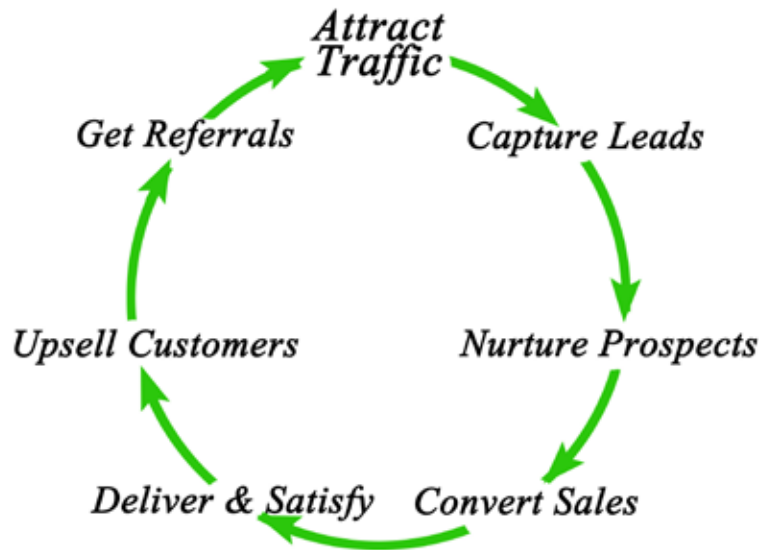 Attract
Traffic
Capture Leads
Nurture Prospects
Convert Sales
Deliver & Satisfy
Upsell Customers
Get Referrals